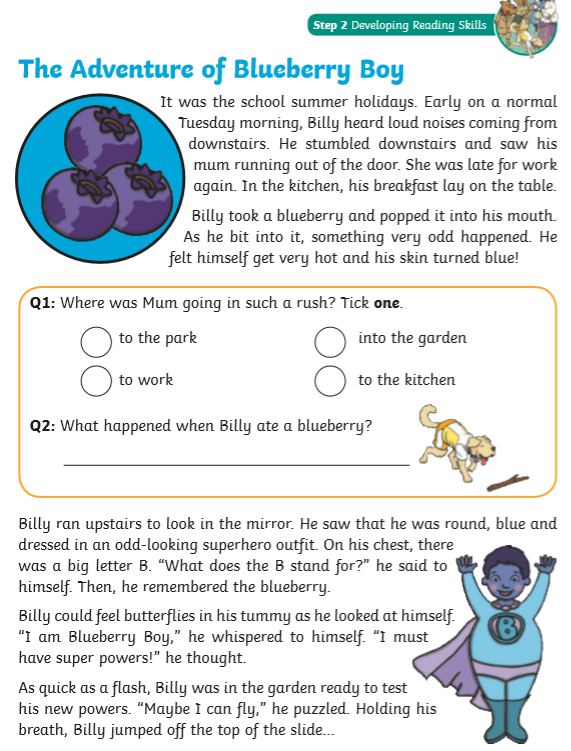 Step 2 Developing Reading Skills
The Adventure of Blueberry Boy
It was the school summer holidays. Early on a normal
Tuesday morning, Billy heard loud noises coming from
downstairs. He stumbled downstairs and saw his
mum running out of the door. She was late for work
again. In the kitchen, his breakfast lay on the table.
Billy took a blueberry and popped it into his mouth.
As he bit into it, something very odd happened. He
felt himself get very hot and his skin turned blue!
Q1: Where was Mum going in such a rush? Tick one.
to the park
into the garden
to work
to the kitchen
Q2: What happened when Billy ate a blueberry?
Billy ran upstairs to look in the mirror. He saw that he was round, blue and
dressed in an odd-looking superhero outfit. On his chest, there
was a big letter B. “What does the B stand for?” he said to
himself. Then, he remembered the blueberry.
Billy could feel butterflies in his tummy as he looked at himself.
“I am Blueberry Boy,” he whispered to himself. “I must
have super powers!” he thought.
B
As quick as a flash, Billy was in the garden ready to test
his new powers. “Maybe I can fly,” he puzzled. Holding his
breath, Billy jumped off the top of the slide...